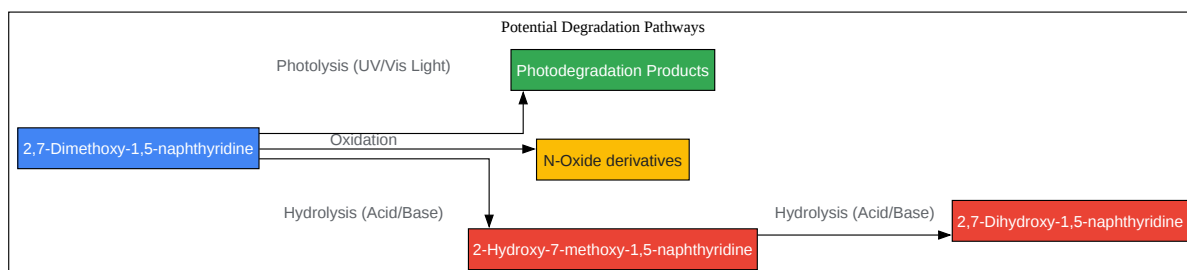 Potential Degradation Pathways
Photolysis (UV/Vis Light)
Photodegradation Products
2,7-Dimethoxy-1,5-naphthyridine
Oxidation
N-Oxide derivatives
Hydrolysis (Acid/Base)
2-Hydroxy-7-methoxy-1,5-naphthyridine
Hydrolysis (Acid/Base)
2,7-Dihydroxy-1,5-naphthyridine